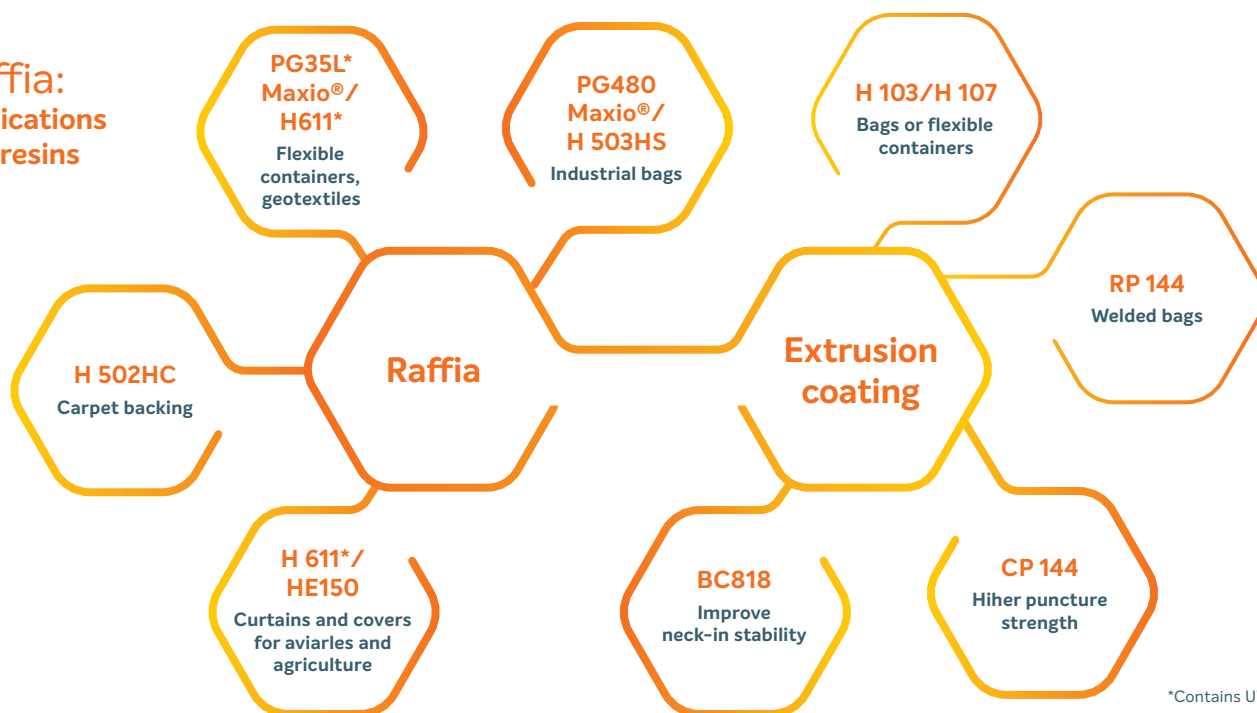 ffia:
ications
resins
PG35L*
Maxio®/
H611*
Flexible
containers,
geotextiles
PG480
Maxio®/
H 503HS
Industrial bags
H 103/H 107
Bags or flexible
containers
RP 144
Welded bags
H 502HC
Carpet backing
Raffia
Extrusion
coating
H 611*/
HE150
Curtains and covers
for aviarles and
agriculture
BC818
Improve
neck-in stability
CP 144
Hiher puncture
strength
*Contains U